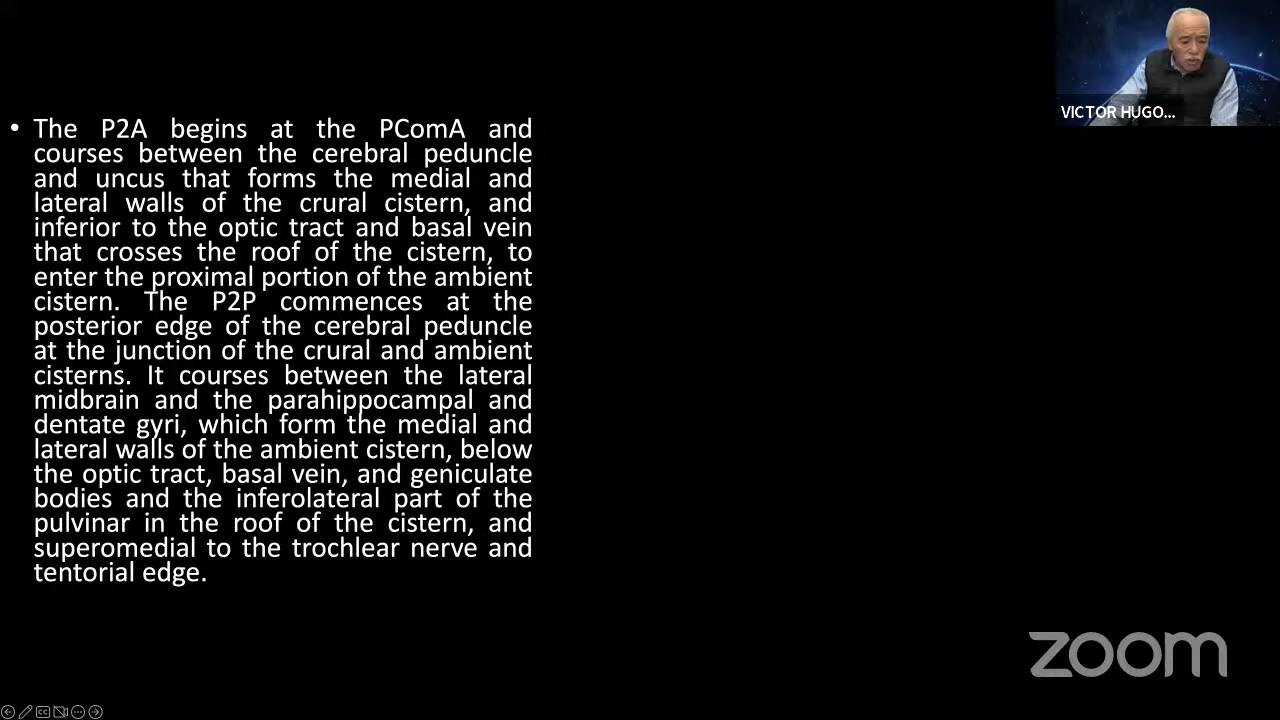 • The P2A begins at the PComA and
courses between the cerebral peduncle
and uncus that forms the medial and
lateral walls of the crural cistern, and
inferior to the optic tract and basal vein
that crosses the roof of the cistern, to
enter the proximal portion of the ambient
cistern. The P2P commences at the
posterior edge of the cerebral peduncle
at the junction of the crural and ambient
cisterns. It courses between the lateral
midbrain and the parahippocampal and
dentate gyri, which form the medial and
lateral walls of the ambient cistern, below
the optic tract, basal vein, and geniculate
bodies and the inferolateral part of the
pulvinar in the roof of the cistern, and
superomedial to the trochlear nerve and
tentorial edge.
VICTOR HUGO...
zoom